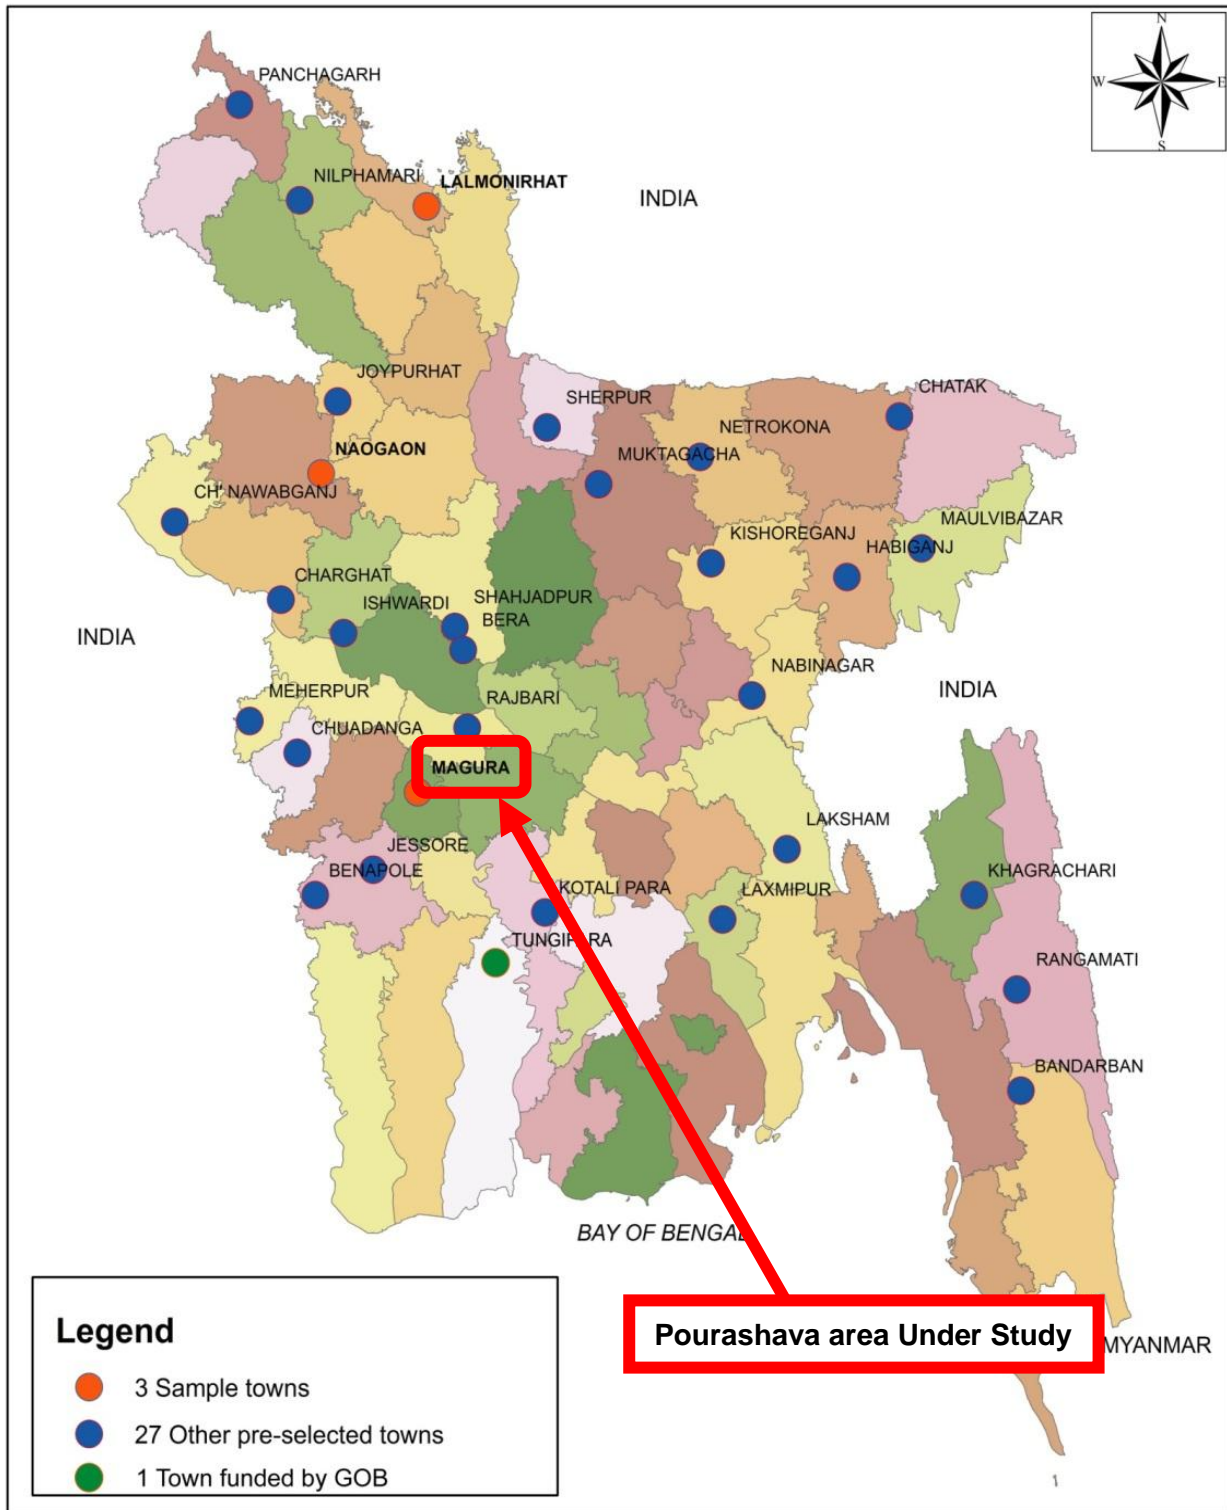 N
W
E
S
PANCHAGARH
NILPHAMARI
LALMONIRHAT
INDIA
JOYPURHAT
SHERPUR
CHATAK
NETROKONA
NAOGAON
MUKTAGACHA
CH' NAWABGANJ
MAULVIBAZAR
KISHOREGANJ
HABIGANJ
CHARGHAT
ISHWARDI
SHAHJADPUR
BERA
INDIA
NABINAGAR
MEHERPUR
RAJBARI
INDIA
CHUADANGA
MAGURA
LAKSHAM
JESSORE
BENAPOLE
KHAGRACHARI
KOTALI PARA
LAXMIPUR
TUNGIPARA
RANGAMATI
BANDARBAN
BAY OF BENGAL
Pourashava area Under Study
MYANMAR
Legend
3 Sample towns
27 Other pre-selected towns
1 Town funded by GOB
1